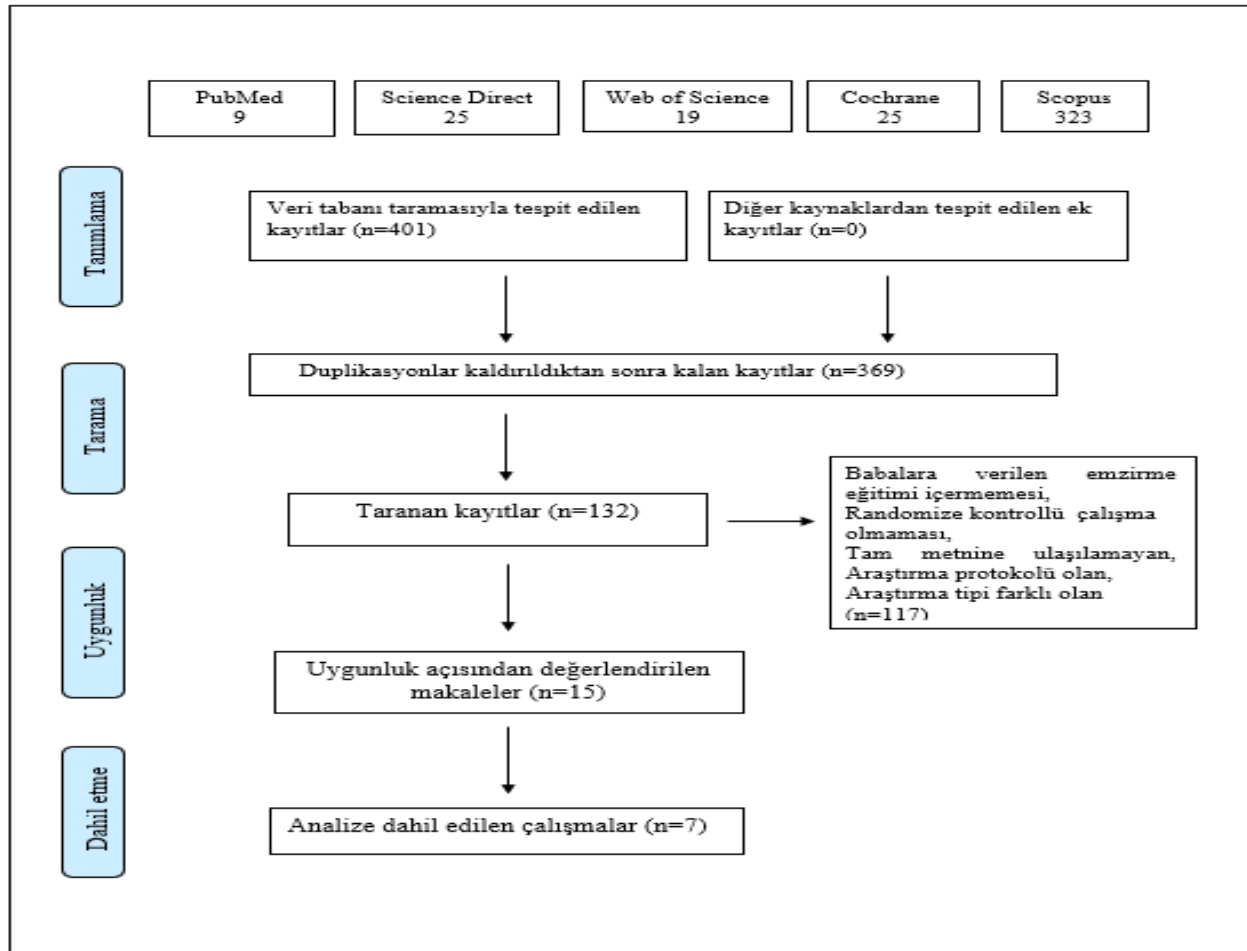 PubMed
9
Science Direct
25
Web of Science
19
Cochrane
25
Scopus
323
Tanımlama
Veri tabanı taramasıyla tespit edilen
kayıtlar (n=401)
Diğer kaynaklardan tespit edilen ek
kayıtlar (n=0)
Tarama
Duplikasyonlar kaldırıldıktan sonra kalan kayıtlar (n=369)
Taranan kayıtlar (n=132)
Babalara verilen emzirme
eğitimi içermemesi,
Randomize kontrollü çalışma
olmaması,
Tam metnine ulaşılamayan,
Araştırma protokolü olan,
Araştırma tipi farklı olan
(n=117)
Uygunluk
Uygunluk açısından değerlendirilen
makaleler (n=15)
Dahil etme
Analize dahil edilen çalışmalar (n=7)